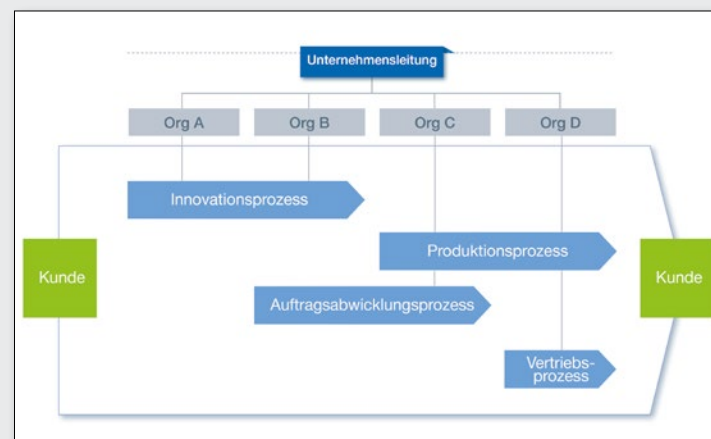 Unternehmensleitung
Org A
Org B
Org C
Org D
Innovationsprozess
Produktionsprozess
Kunde
Kunde
Auftragsabwicklungsprozess
Vertriebs-
prozess